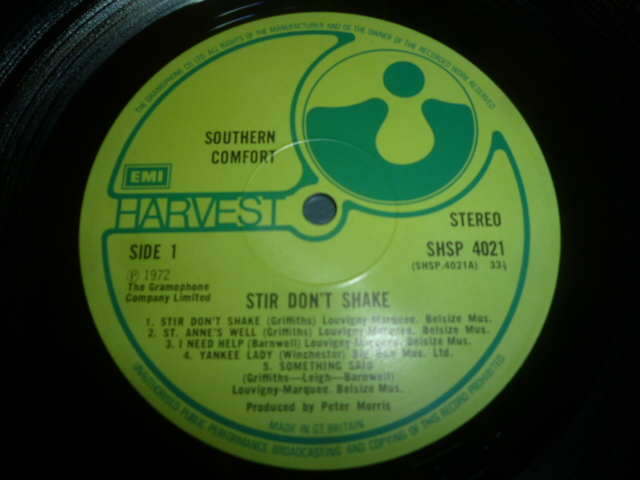 THE GRAMOPHONE CO. LTD. ALL RIGHTS OF THE MANUFACTURER AND OF THE OWNER OF THE RECORDED WORK RESERVED
SOUTHERN
COMFORT
EMI
HARVEST
STEREO
SIDE 1
SHSP 4021
(SHSP.4021A) 33⅓
Ⓟ 1972
The Gramophone
Company Limited
STIR DON'T SHAKE
1. STIR DON'T SHAKE (Griffiths) Louvigny-Marquee. Belsize Mus.
2. ST. ANNE'S WELL (Griffiths) Louvigny-Marquee. Belsize Mus.
3. I NEED HELP (Barnwell) Louvigny-Marquee. Belsize Mus.
4. YANKEE LADY (Winchester) Big Ben Mus. Ltd.
5. SOMETHING SAID
(Griffiths—Leigh—Barnwell)
Louvigny-Marquee. Belsize Mus.
Produced by Peter Morris
MADE IN GT. BRITAIN
UNAUTHORISED PUBLIC PERFORMANCE BROADCASTING AND COPYING OF THIS RECORD PROHIBITED